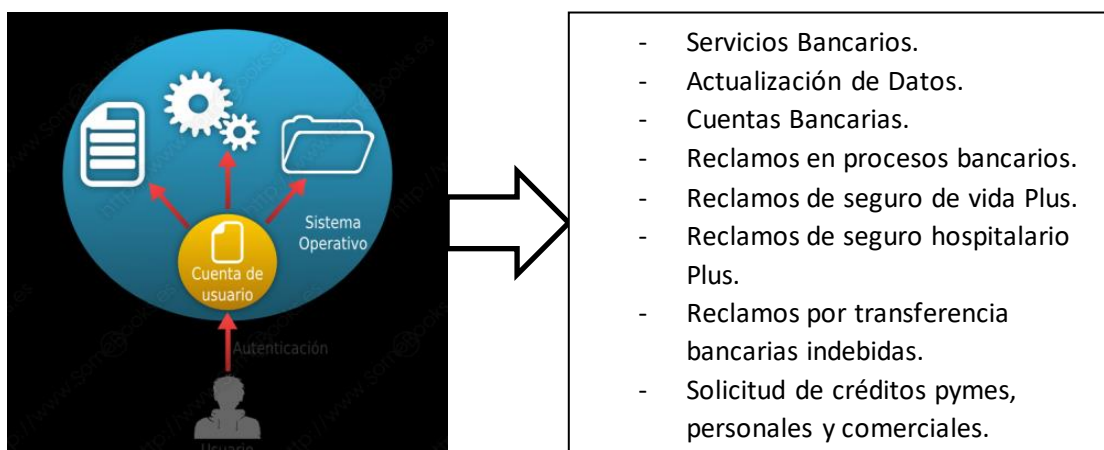 Sistema
Operativo
Cuenta de
usuario
Autenticación
Usuario
- Servicios Bancarios.
- Actualización de Datos.
- Cuentas Bancarias.
- Reclamos en procesos bancarios.
- Reclamos de seguro de vida Plus.
- Reclamos de seguro hospitalario
Plus.
- Reclamos por transferencia
bancarias indebidas.
- Solicitud de créditos pymes,
personales y comerciales.